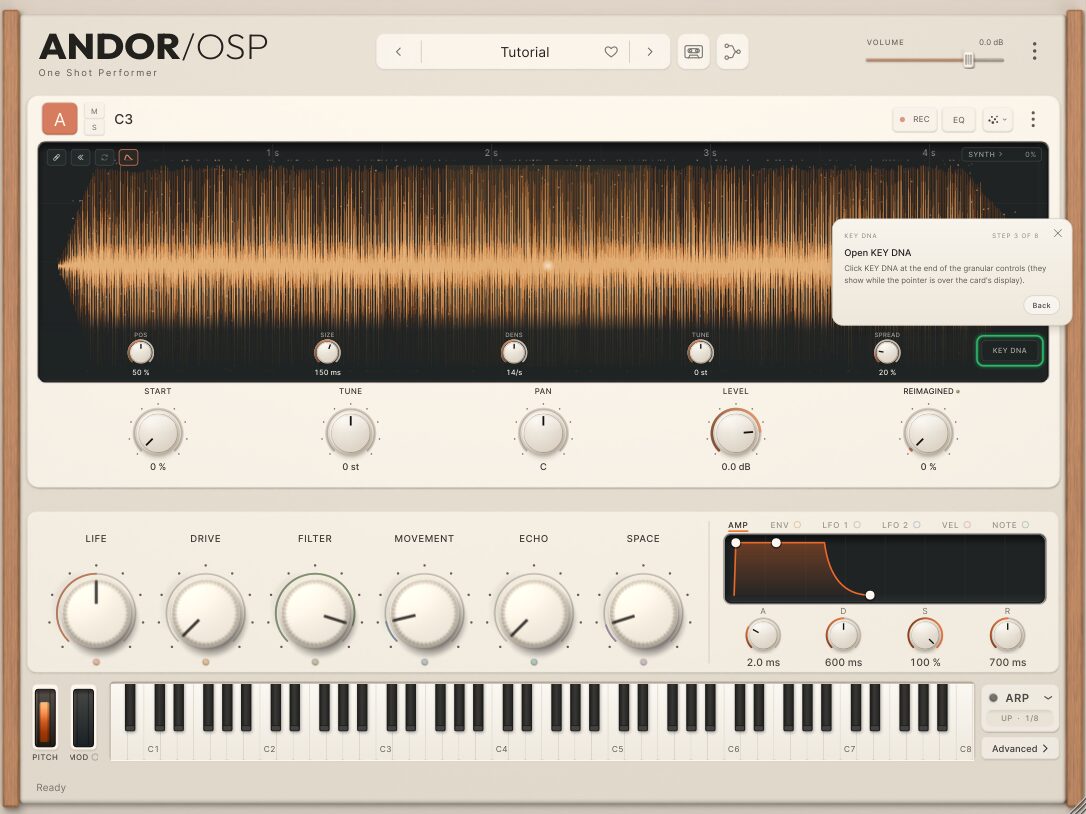 ANDOR/OSP
One Shot Performer
Tutorial
VOLUME 0.0 dB
A
M
S
C3
REC
EQ
1 s 2 s 3 s 4 s
SYNTH > 0%
KEY DNA STEP 3 OF 8
Open KEY DNA
Click KEY DNA at the end of the granular controls (they
show while the pointer is over the card's display).
Back
POS SIZE DENS TUNE SPREAD
KEY DNA
50 % 150 ms 14/s 0 st 20 %
START TUNE PAN LEVEL REIMAGINED
0 % 0 st C 0.0 dB 0 %
LIFE DRIVE FILTER MOVEMENT ECHO SPACE
AMP ENV LFO 1 LFO 2 VEL NOTE
A D S R
2.0 ms 600 ms 100 % 700 ms
PITCH MOD
C1 C2 C3 C4 C5 C6 C7 C8
ARP
UP · 1/8
Advanced >
Ready